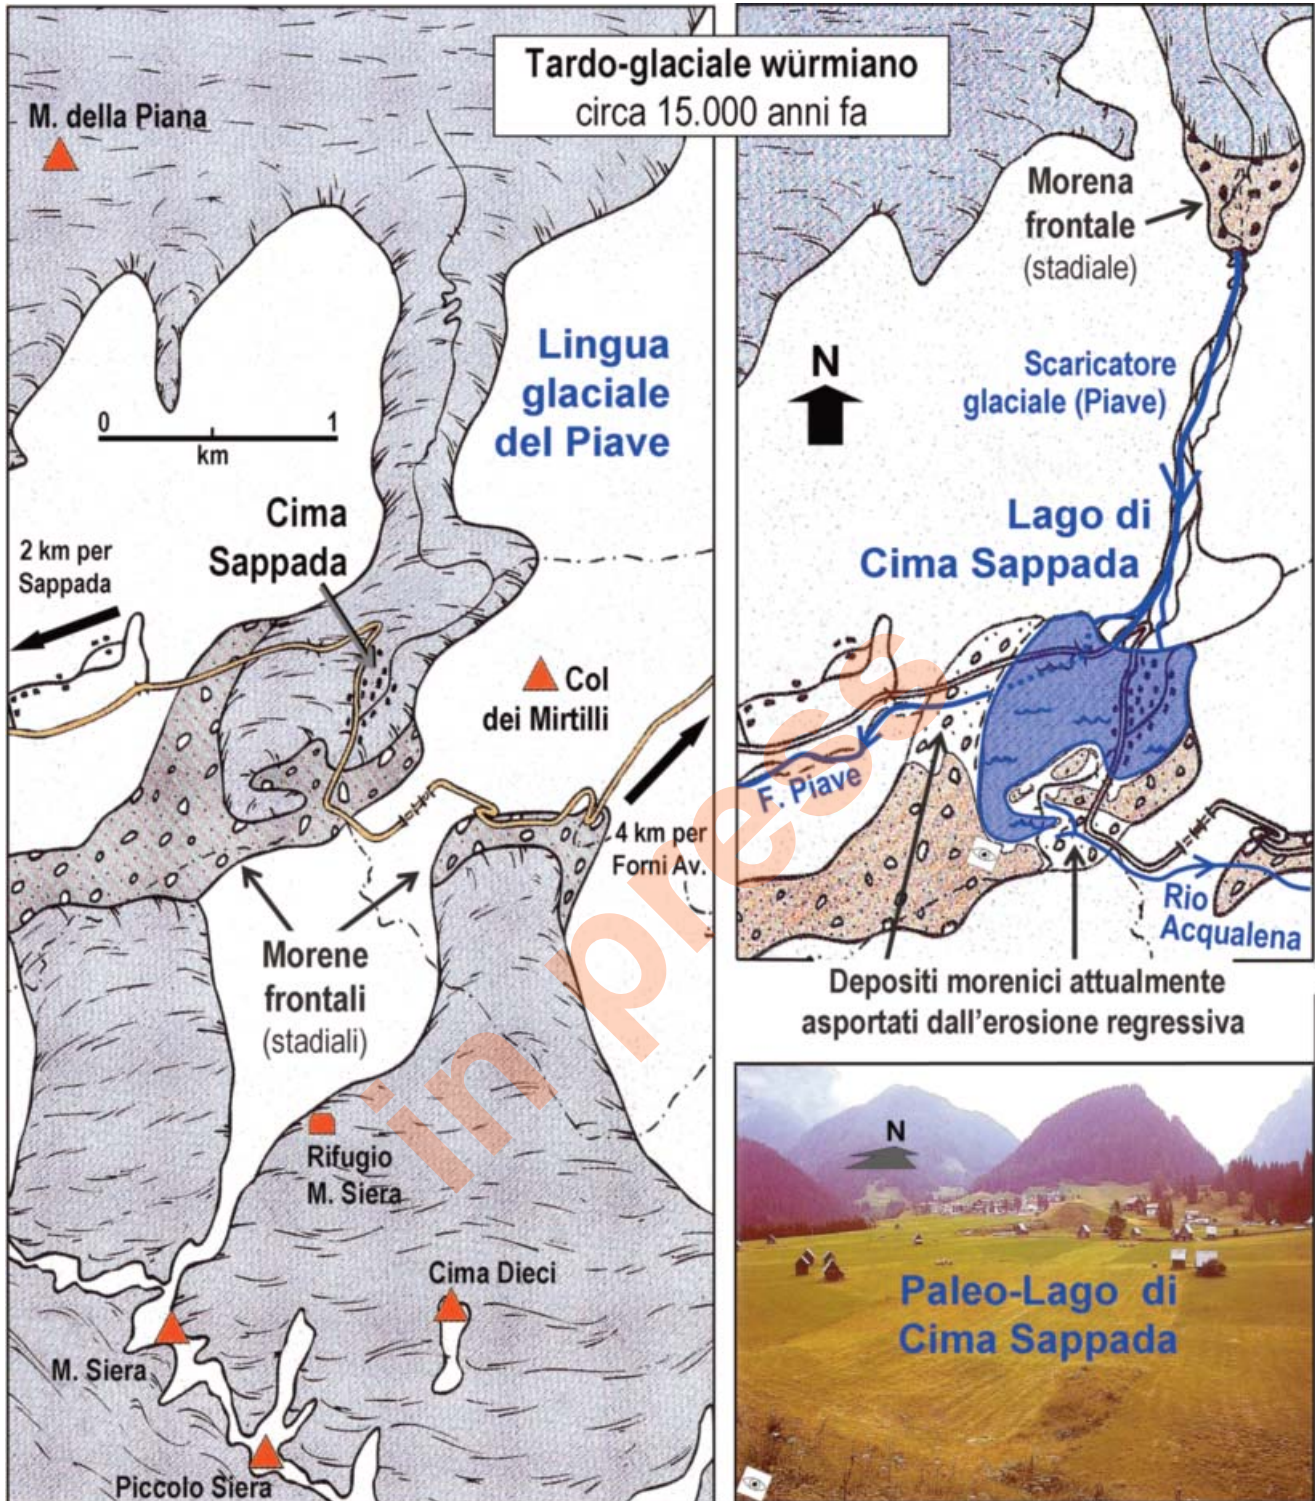 Tardo-glaciale würmiano
circa 15.000 anni fa
M. della Piana
Lingua
glaciale
del Piave
0 1
km
Cima
Sappada
2 km per
Sappada
Col
dei Mirtilli
4 km per
Forni Av.
Morene
frontali
(stadiali)
Rifugio
M. Siera
Cima Dieci
M. Siera
Piccolo Siera
Morena
frontale
(stadiale)
N
Scaricatore
glaciale (Piave)
Lago di
Cima Sappada
F. Piave
Rio
Acqualena
Depositi morenici attualmente
asportati dall'erosione regressiva
N
Paleo-Lago di
Cima Sappada
in press